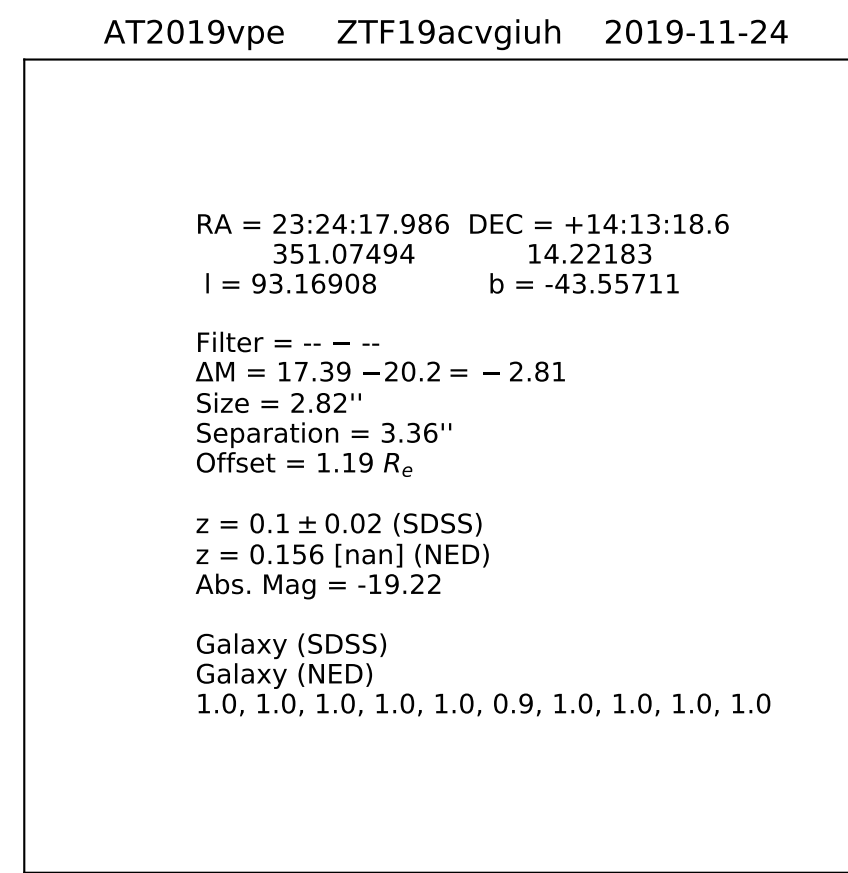 AT2019vpe ZTF19acvgiuh 2019-11-24
RA = 23:24:17.986 DEC = +14:13:18.6
351.07494 14.22183
l = 93.16908 b = -43.55711
Filter = -- − --
ΔM = 17.39 −20.2 = − 2.81
Size = 2.82''
Separation = 3.36''
Offset = 1.19 Rₑ
z = 0.1 ± 0.02 (SDSS)
z = 0.156 [nan] (NED)
Abs. Mag = -19.22
Galaxy (SDSS)
Galaxy (NED)
1.0, 1.0, 1.0, 1.0, 1.0, 0.9, 1.0, 1.0, 1.0, 1.0